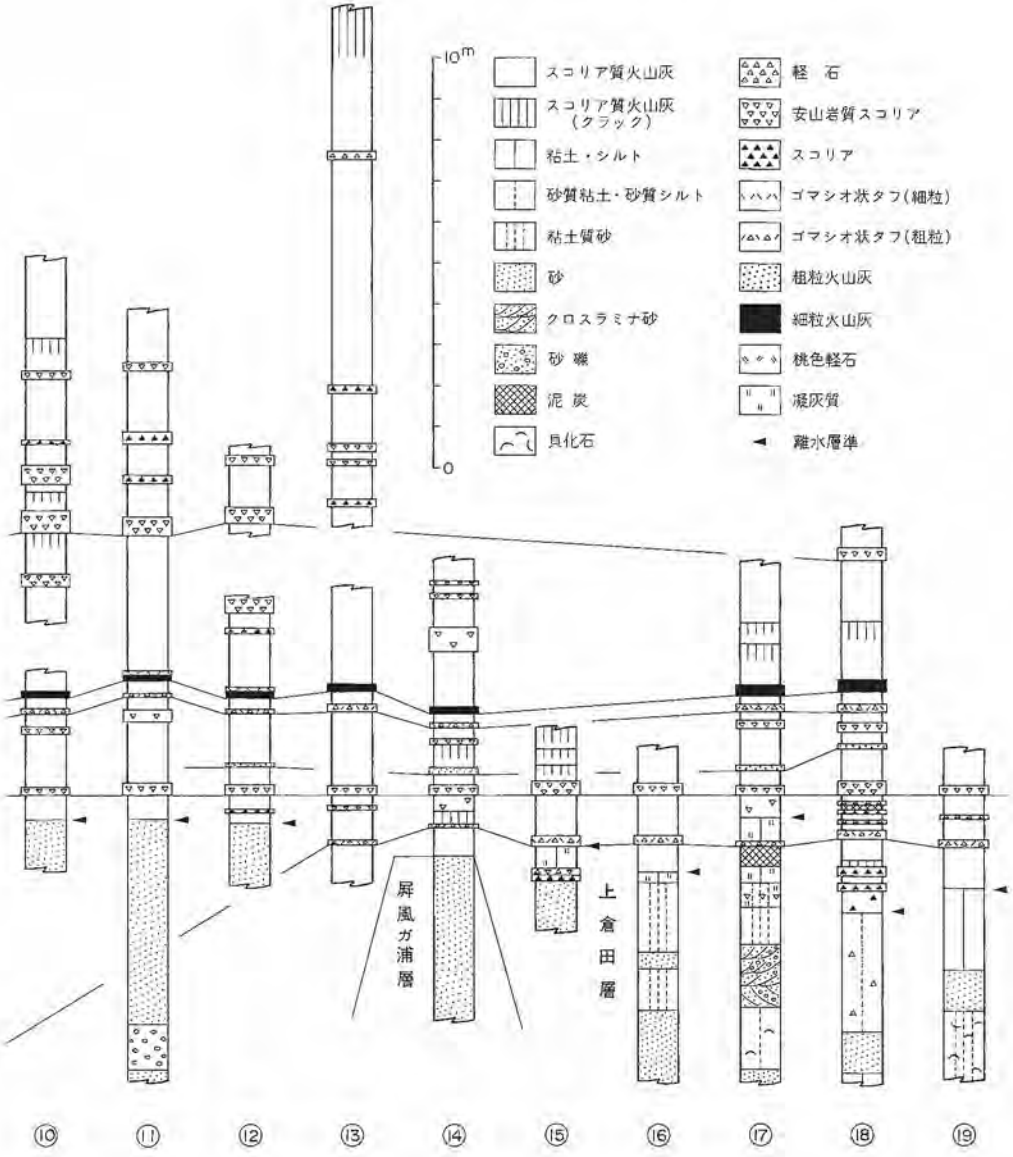 10m
0
スコリア質火山灰
スコリア質火山灰
(クラック)
粘土・シルト
砂質粘土・砂質シルト
粘土質砂
砂
クロスラミナ砂
砂礫
泥炭
貝化石
軽石
安山岩質スコリア
スコリア
ゴマシオ状タフ(細粒)
ゴマシオ状タフ(粗粒)
粗粒火山灰
細粒火山灰
桃色軽石
凝灰質
離水層準
屏風ガ浦層
上倉田層
⑩ ⑪ ⑫ ⑬ ⑭ ⑮ ⑯ ⑰ ⑱ ⑲